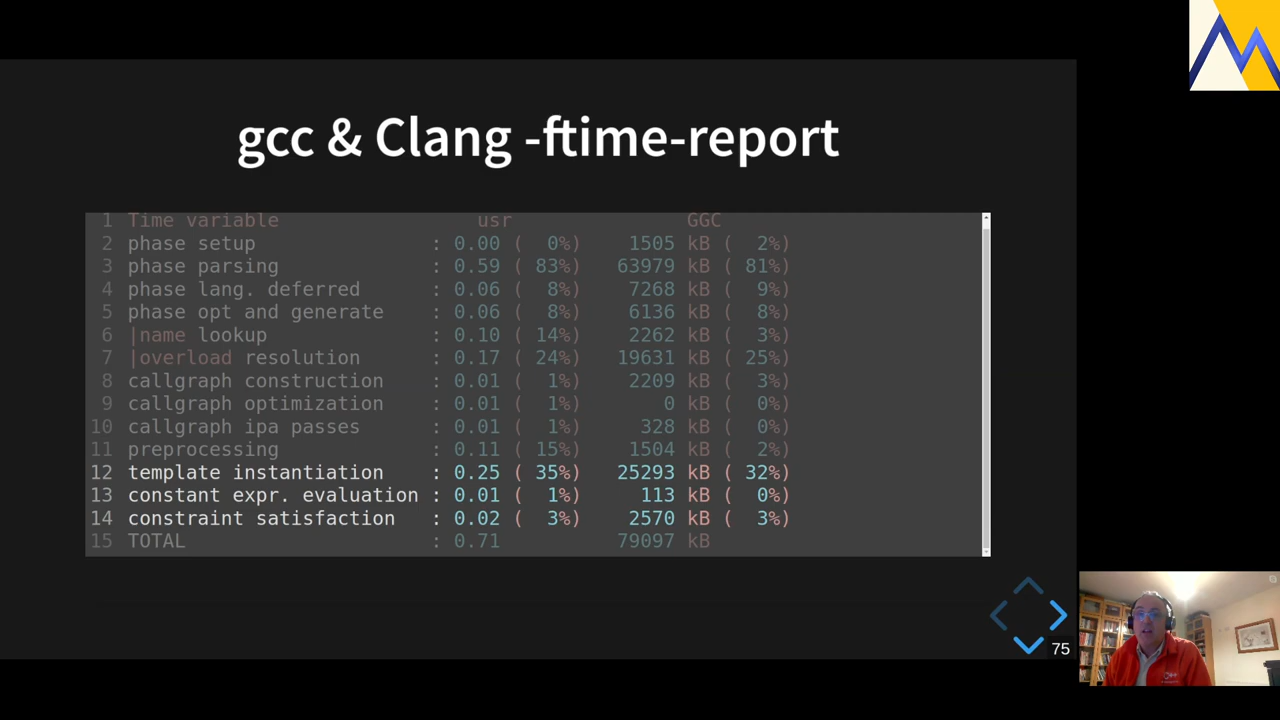 gcc & Clang -ftime-report
1 Time variable usr GGC
2 phase setup : 0.00 ( 0%) 1505 kB ( 2%)
3 phase parsing : 0.59 ( 83%) 63979 kB ( 81%)
4 phase lang. deferred : 0.06 ( 8%) 7268 kB ( 9%)
5 phase opt and generate : 0.06 ( 8%) 6136 kB ( 8%)
6 |name lookup : 0.10 ( 14%) 2262 kB ( 3%)
7 |overload resolution : 0.17 ( 24%) 19631 kB ( 25%)
8 callgraph construction : 0.01 ( 1%) 2209 kB ( 3%)
9 callgraph optimization : 0.01 ( 1%) 0 kB ( 0%)
10 callgraph ipa passes : 0.01 ( 1%) 328 kB ( 0%)
11 preprocessing : 0.11 ( 15%) 1504 kB ( 2%)
12 template instantiation : 0.25 ( 35%) 25293 kB ( 32%)
13 constant expr. evaluation : 0.01 ( 1%) 113 kB ( 0%)
14 constraint satisfaction : 0.02 ( 3%) 2570 kB ( 3%)
15 TOTAL : 0.71 79097 kB
75